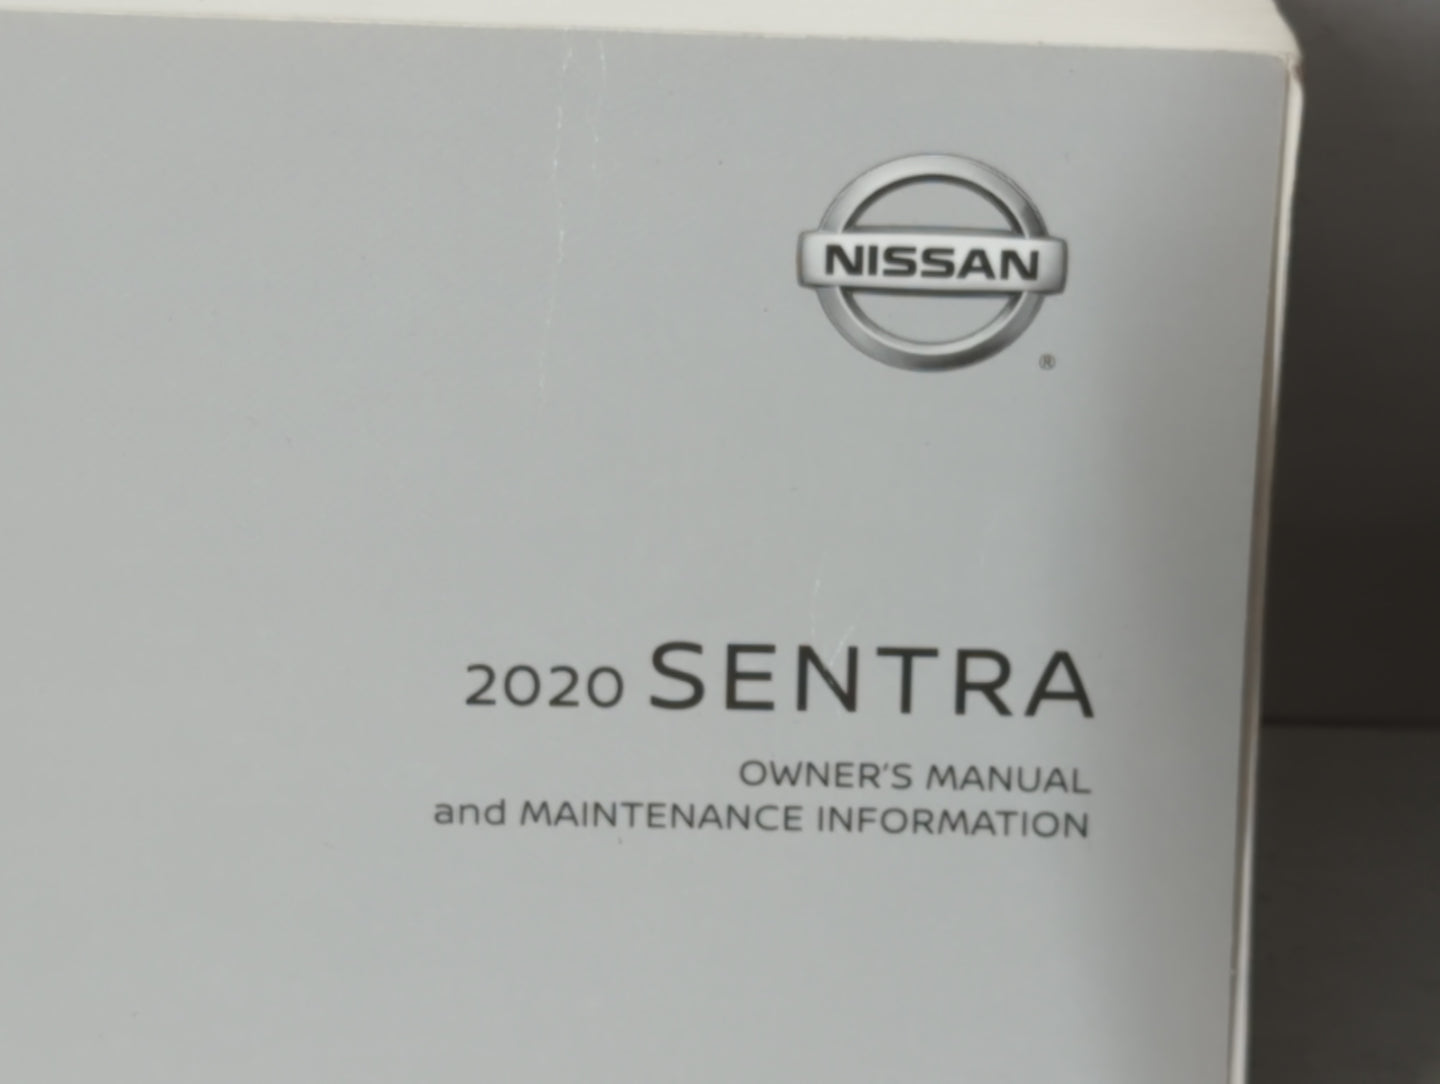 NISSAN
®
2020 SENTRA
OWNER'S MANUAL
and MAINTENANCE INFORMATION